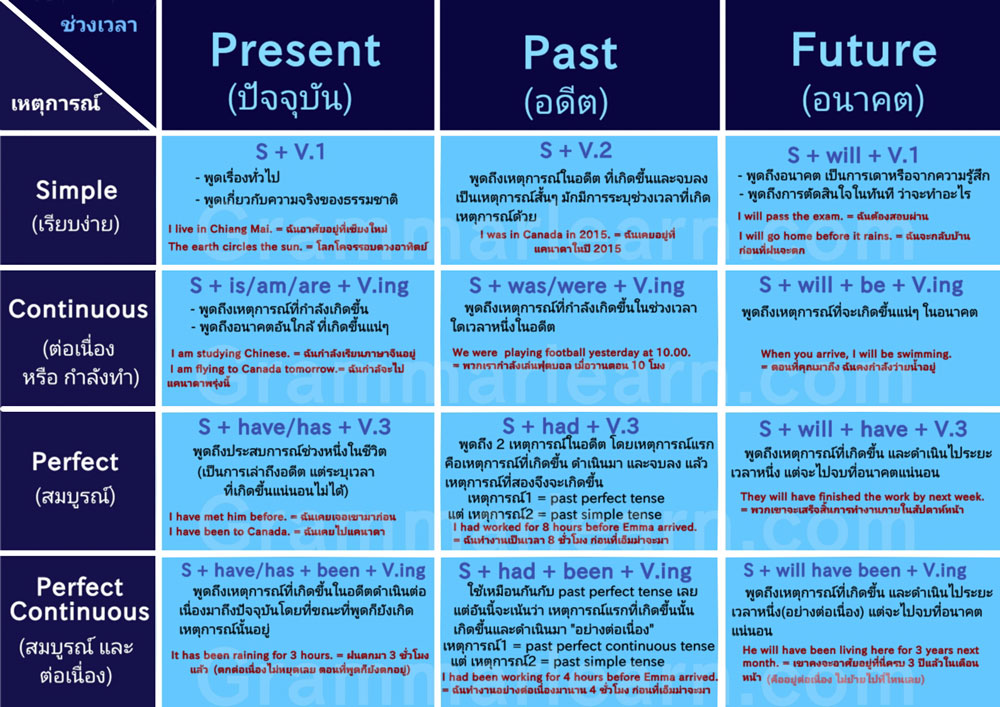 ช่วงเวลา
เหตุการณ์
Present
(ปัจจุบัน)
Past
(อดีต)
Future
(อนาคต)
Simple
(เรียบง่าย)
S + V.1
- พูดเรื่องทั่วไป
- พูดเกี่ยวกับความจริงของธรรมชาติ
I live in Chiang Mai. = ฉันอาศัยอยู่ที่เชียงใหม่
The earth circles the sun. = โลกโคจรรอบดวงอาทิตย์
S + V.2
พูดถึงเหตุการณ์ในอดีต ที่เกิดขึ้นและจบลง
เป็นเหตุการณ์สั้นๆ มักมีการระบุช่วงเวลาที่เกิด
เหตุการณ์ด้วย
I was in Canada in 2015. = ฉันเคยอยู่ที่
แคนาดาในปี 2015
S + will + V.1
- พูดถึงอนาคต เป็นการเดาหรือจากความรู้สึก
- พูดถึงการตัดสินใจในทันที ว่าจะทำอะไร
I will pass the exam. = ฉันต้องสอบผ่าน
I will go home before it rains. = ฉันจะกลับบ้าน
ก่อนที่ฝนจะตก
Continuous
(ต่อเนื่อง
หรือ กำลังทำ)
S + is/am/are + V.ing
- พูดถึงเหตุการณ์ที่กำลังเกิดขึ้น
- พูดถึงอนาคตอันใกล้ ที่เกิดขึ้นแน่ๆ
I am studying Chinese. = ฉันกำลังเรียนภาษาจีนอยู่
I am flying to Canada tomorrow.= ฉันกำลังจะไป
แคนาดาพรุ่งนี้
S + was/were + V.ing
พูดถึงเหตุการณ์ที่กำลังเกิดขึ้นในช่วงเวลา
ใดเวลาหนึ่งในอดีต
We were playing football yesterday at 10.00.
= พวกเรากำลังเล่นฟุตบอล เมื่อวานตอน 10 โมง
S + will + be + V.ing
พูดถึงเหตุการณ์ที่จะเกิดขึ้นแน่ๆ ในอนาคต
When you arrive, I will be swimming.
= ตอนที่คุณมาถึง ฉันคงกำลังว่ายน้ำอยู่
Perfect
(สมบูรณ์)
S + have/has + V.3
พูดถึงประสบการณ์ช่วงหนึ่งในชีวิต
(เป็นการเล่าถึงอดีต แต่ระบุเวลา
ที่เกิดขึ้นแน่นอนไม่ได้)
I have met him before. = ฉันเคยเจอเขามาก่อน
I have been to Canada. = ฉันเคยไปแคนาดา
S + had + V.3
พูดถึง 2 เหตุการณ์ในอดีต โดยเหตุการณ์แรก
คือเหตุการณ์ที่เกิดขึ้น ดำเนินมา และจบลง แล้ว
เหตุการณ์ที่สองจึงจะเกิดขึ้น
เหตุการณ์1 = past perfect tense
แต่ เหตุการณ์2 = past simple tense
I had worked for 8 hours before Emma arrived.
= ฉันทำงานเป็นเวลา 8 ชั่วโมง ก่อนที่เอ็มม่าจะมา
S + will + have + V.3
พูดถึงเหตุการณ์ที่เกิดขึ้น และดำเนินไประยะ
เวลาหนึ่ง แต่จะไปจบที่อนาคตแน่นอน
They will have finished the work by next week.
= พวกเขาจะเสร็จสิ้นการทำงานภายในสัปดาห์หน้า
Perfect
Continuous
(สมบูรณ์ และ
ต่อเนื่อง)
S + have/has + been + V.ing
พูดถึงเหตุการณ์ที่เกิดขึ้นในอดีตดำเนินต่อ
เนื่องมาถึงปัจจุบันโดยที่ขณะที่พูดก็ยังเกิด
เหตุการณ์นั้นอยู่
It has been raining for 3 hours. = ฝนตกมา 3 ชั่วโมง
แล้ว (ตกต่อเนื่องไม่หยุดเลย ตอนที่พูดก็ยังตกอยู่)
S + had + been + V.ing
ใช้เหมือนกันกับ past perfect tense เลย
แต่อันนี้จะเน้นว่า เหตุการณ์แรกที่เกิดขึ้นนั้น
เกิดขึ้นและดำเนินมา "อย่างต่อเนื่อง"
เหตุการณ์1 = past perfect continuous tense
แต่ เหตุการณ์2 = past simple tense
I had been working for 4 hours before Emma arrived.
= ฉันทำงานอย่างต่อเนื่องมานาน 4 ชั่วโมง ก่อนที่เอ็มม่าจะมา
S + will have been + V.ing
พูดถึงเหตุการณ์ที่เกิดขึ้น และดำเนินไประยะ
เวลาหนึ่ง(อย่างต่อเนื่อง) แต่จะไปจบที่อนาคต
แน่นอน
He will have been living here for 3 years next
month. = เขาคงจะอาศัยอยู่ที่นี่ครบ 3 ปีแล้วในเดือน
หน้า (คืออยู่ต่อเนื่อง ไม่ย้ายไปที่ไหนเลย)
Grammarlearn.com
Grammarlearn.com
Grammarlearn.com
Grammarlearn.com